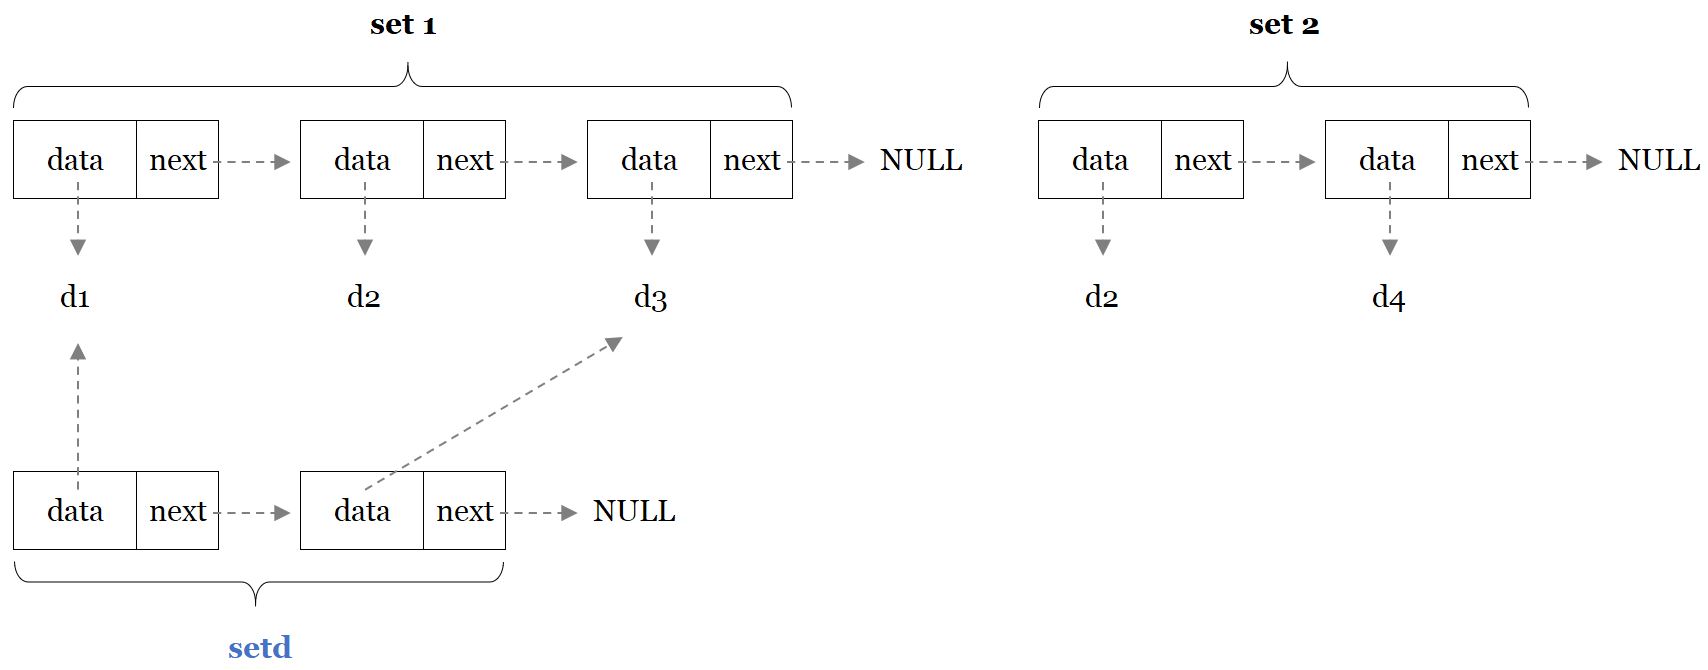 set 1
set 2
data next data next data next NULL
data next data next NULL
d1 d2 d3
d2 d4
data next data next NULL
setd